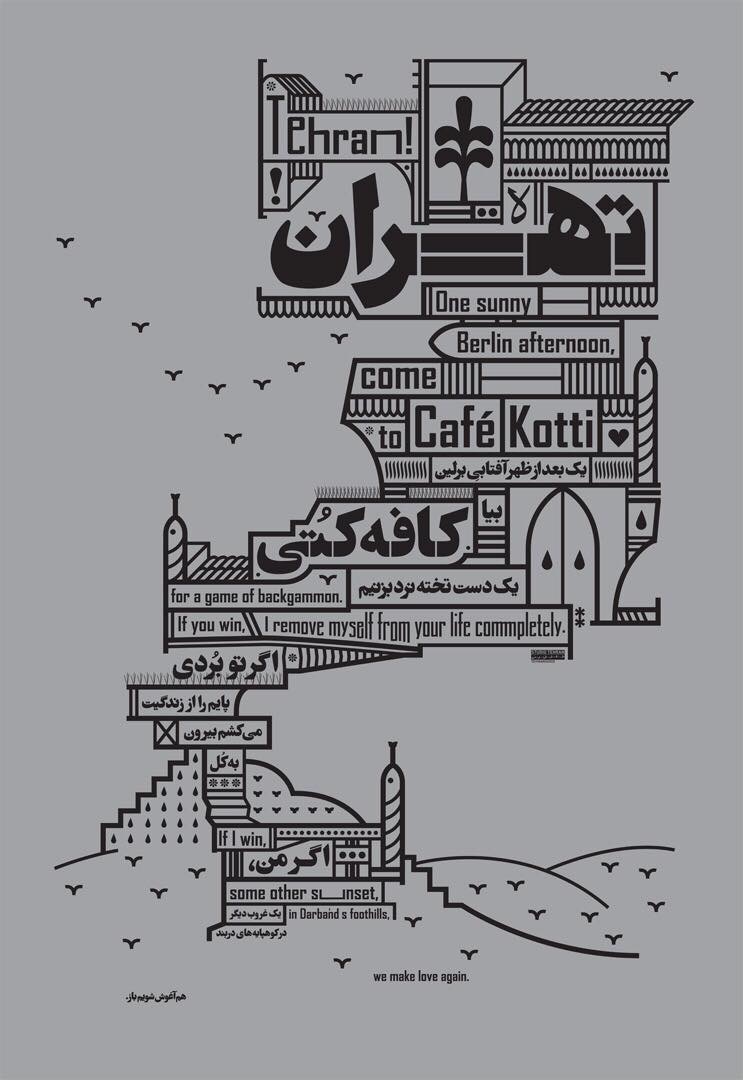 Tehran!
تهران
One sunny
Berlin afternoon,
come
to Café Kotti
یک بعد از ظهر آفتابی برلین
بیا
کافه کُتی
یک دست تخته نرد بزنیم
for a game of backgammon.
If you win, I remove myself from your life commpletely.
اگر تو بُردی
پایم را از زندگیت
می‌کشم بیرون
به کُل
***
If I win,
اگر من،
some other sunset,
یک غروب دیگر in Darband s foothills,
در کوهپایه‌های دربند
we make love again.
هم‌آغوش شویم باز.